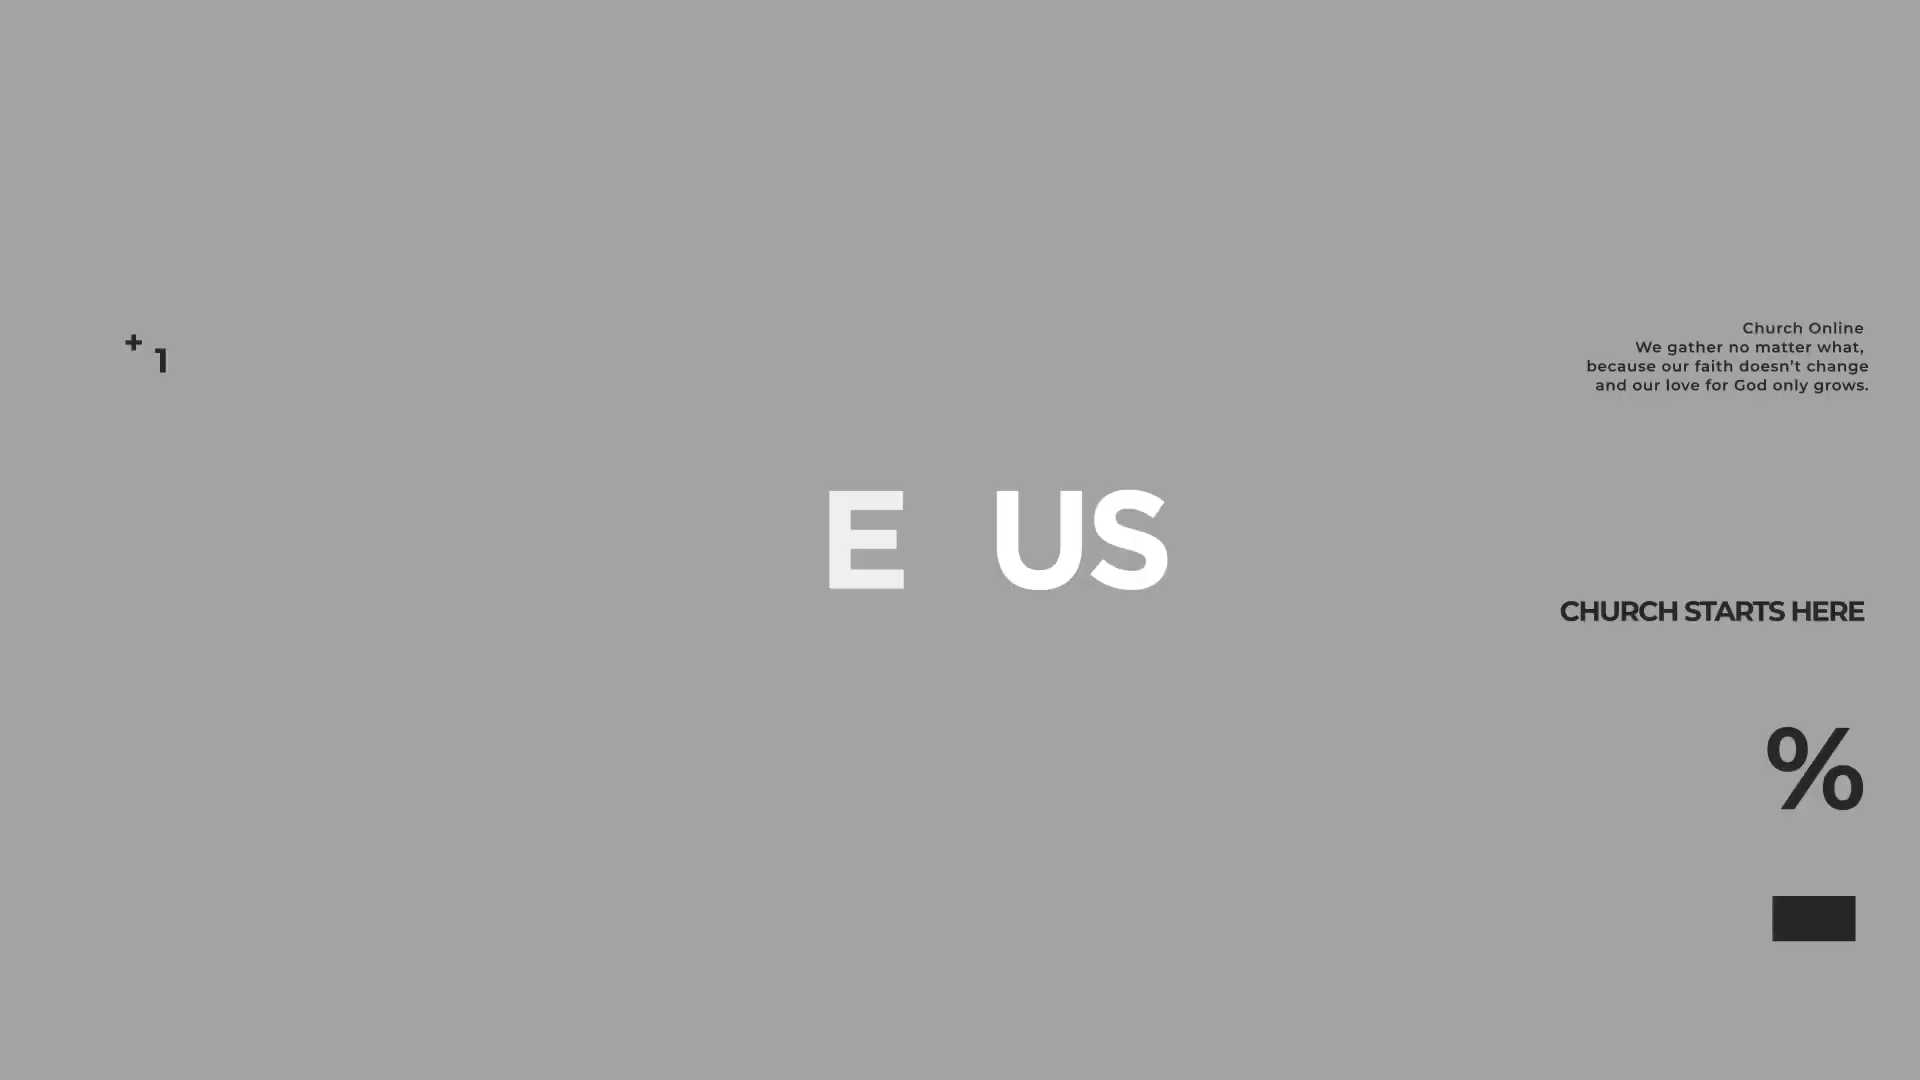 + 1
Church Online
We gather no matter what,
because our faith doesn’t change
and our love for God only grows.
E US
CHURCH STARTS HERE
%